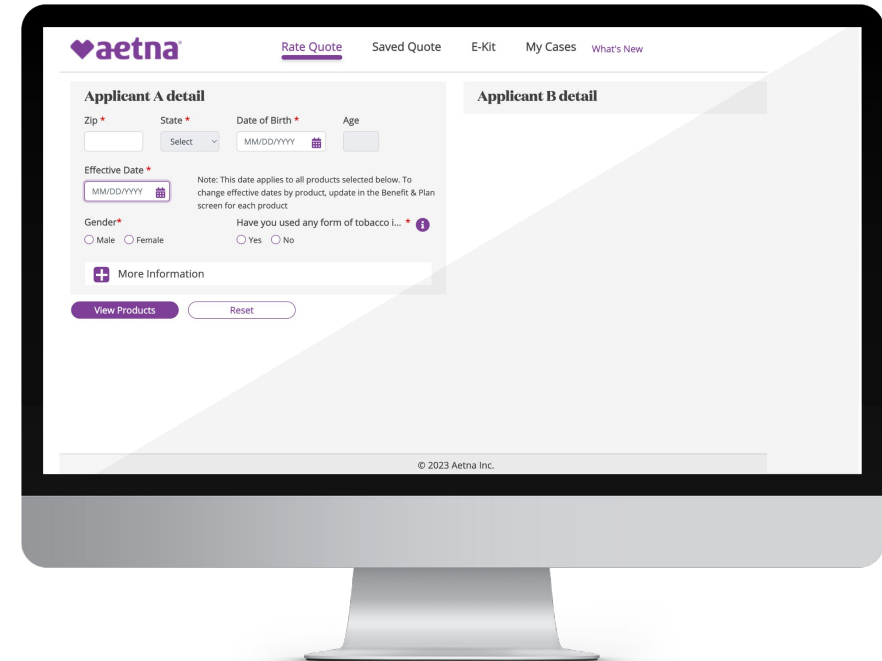 aetna
Rate Quote Saved Quote E-Kit My Cases What's New
Applicant A detail
Applicant B detail
Zip * State * Date of Birth * Age
Select MM/DD/YYYY
Effective Date *
MM/DD/YYYY
Note: This date applies to all products selected below. To
change effective dates by product, update in the Benefit & Plan
screen for each product
Gender* Have you used any form of tobacco i... * i
Male Female Yes No
More Information
View Products Reset
© 2023 Aetna Inc.